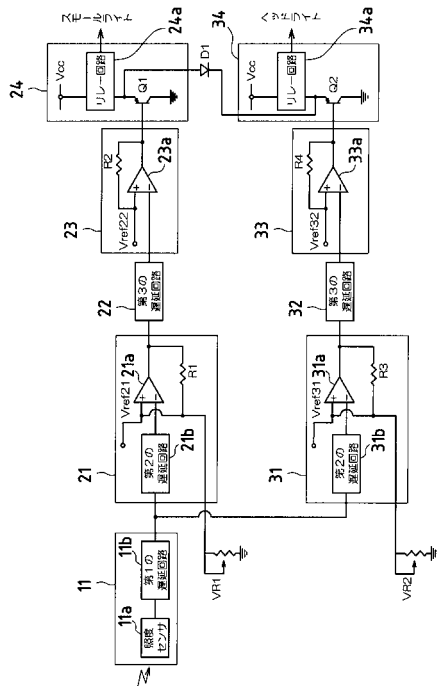 11
11a
照度
センサ
11b
第1の
遅延回路
21
Vref21
21a
第2の
遅延回路
21b
R1
VR1
22
第3の
遅延回路
23
R2
Vref22
23a
24
Vcc
リレー回路
24a
Q1
スモールライト
D1
31
Vref31
31a
第2の
遅延回路
31b
R3
VR2
32
第3の
遅延回路
33
R4
Vref32
33a
34
Vcc
リレー回路
34a
Q2
ヘッドライト